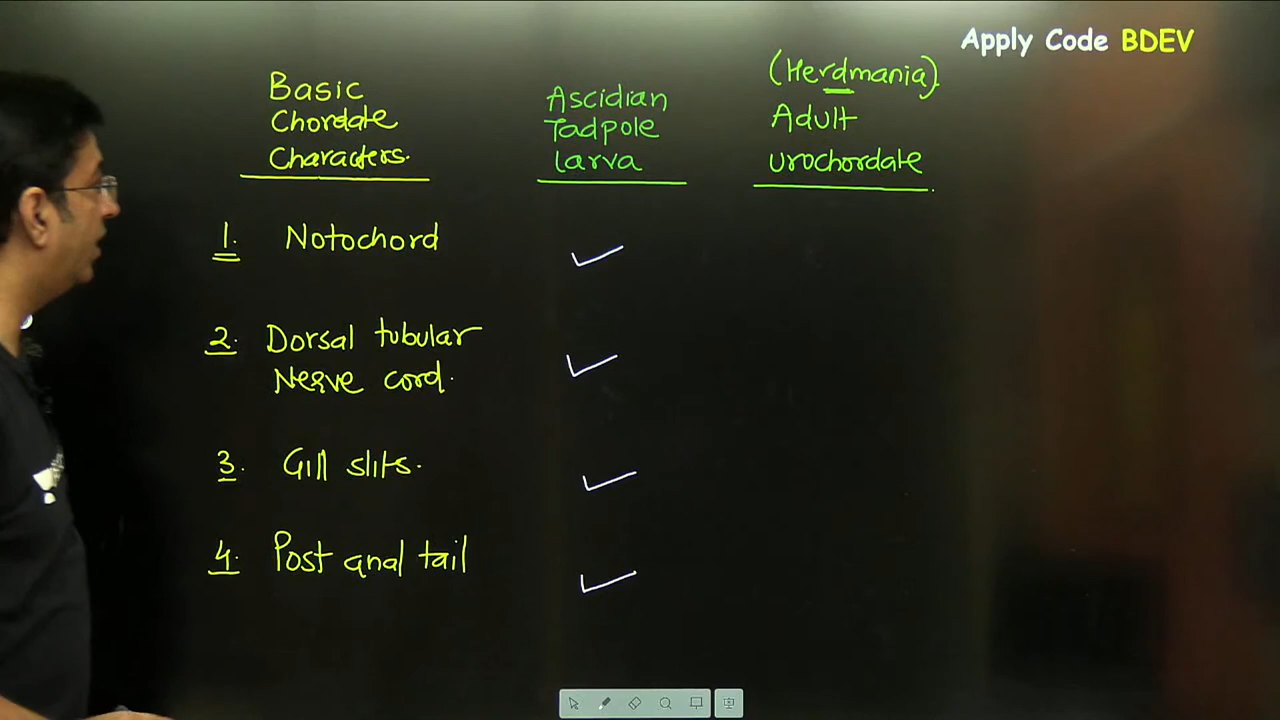 Apply Code BDEV
Basic
Chordate
Characters.
Ascidian
Tadpole
Larva
(Herdmania).
Adult
Urochordate
1. Notochord
2. Dorsal tubular
Nerve cord.
3. Gill slits.
4. Post anal tail